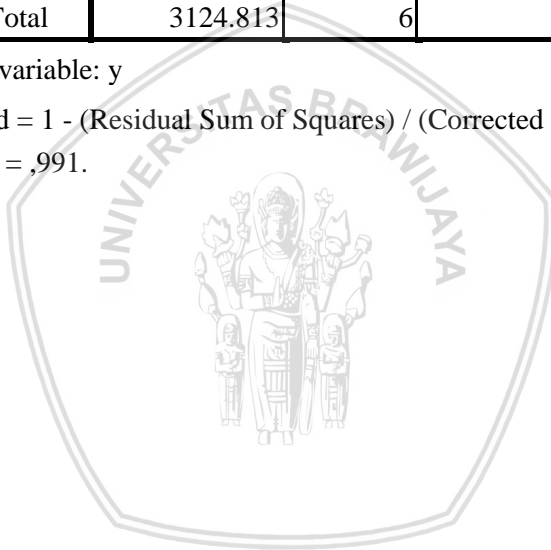 Total 3124.813 6
variable: y
d = 1 - (Residual Sum of Squares) / (Corrected
= ,991.
UNIVERSITAS BRAWIJAYA